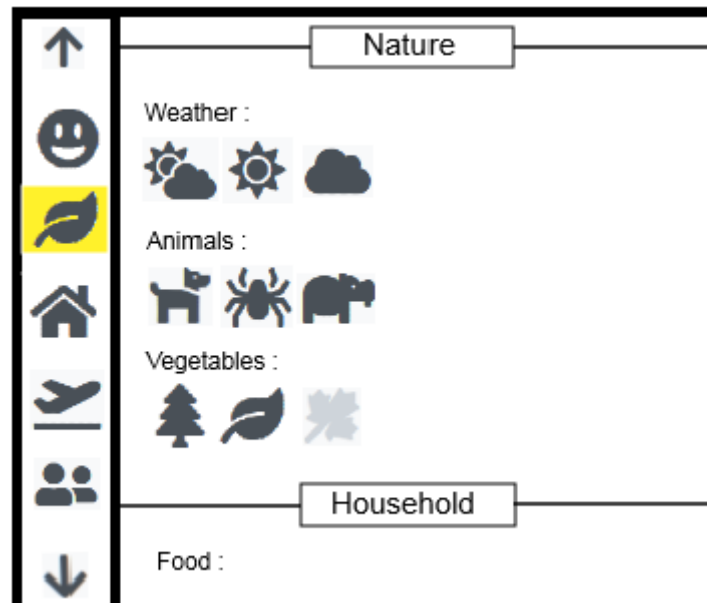 Nature
Weather :
Animals :
Vegetables :
Household
Food :